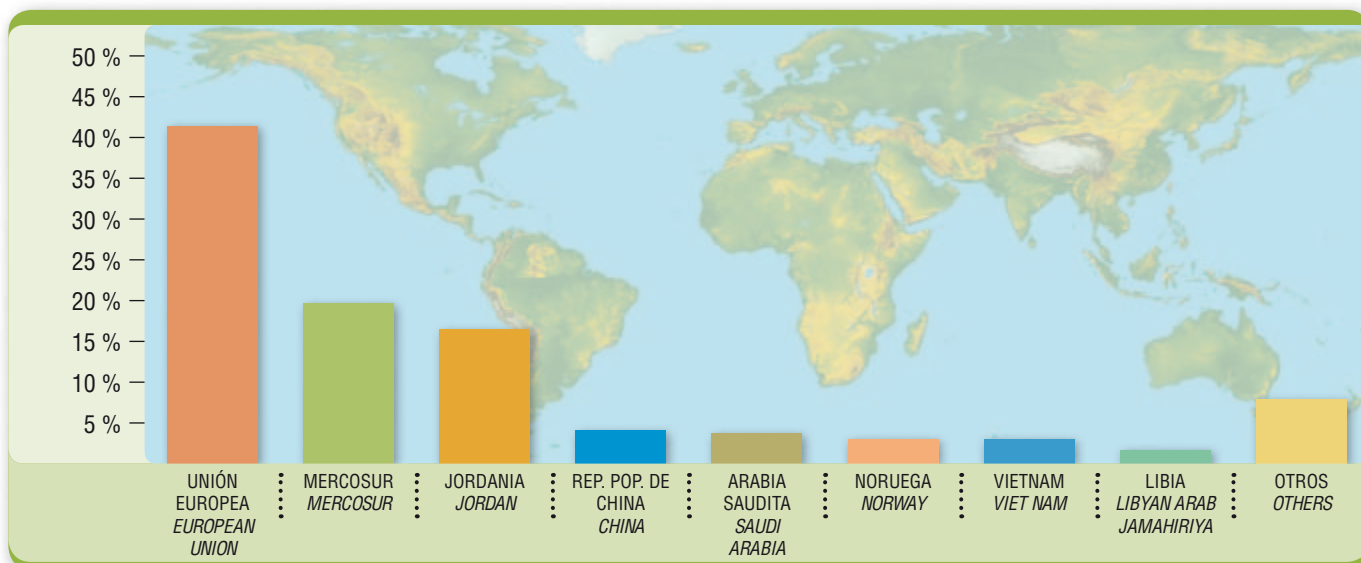 50 %
45 %
40 %
35 %
30 %
25 %
20 %
15 %
10 %
5 %
UNIÓN
EUROPEA
EUROPEAN
UNION
MERCOSUR
MERCOSUR
JORDANIA
JORDAN
REP. POP. DE
CHINA
CHINA
ARABIA
SAUDITA
SAUDI
ARABIA
NORUEGA
NORWAY
VIETNAM
VIET NAM
LIBIA
LIBYAN ARAB
JAMAHIRIYA
OTROS
OTHERS